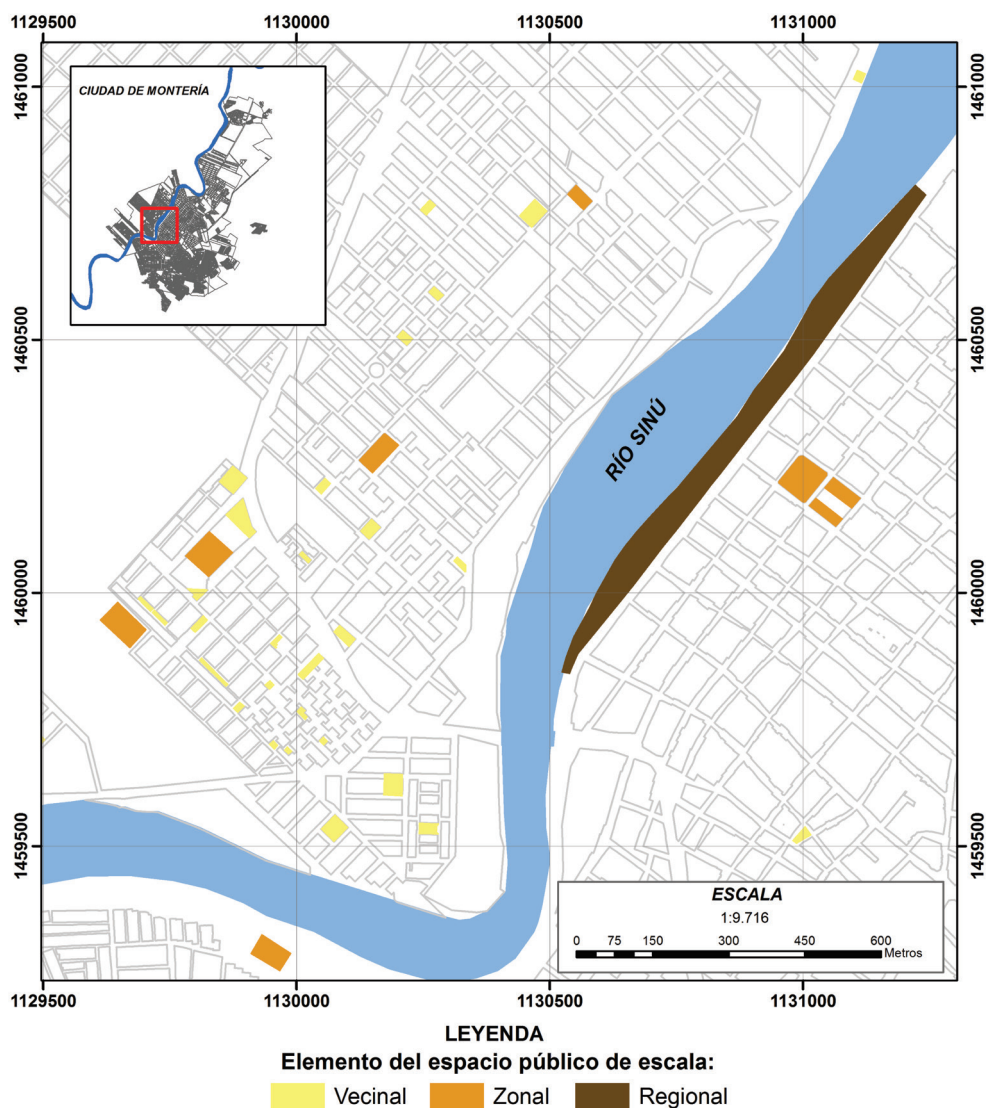 1129500 1130000 1130500 1131000
1461000 1461000
CIUDAD DE MONTERÍA
1460500 1460500
RÍO SINÚ
1460000 1460000
1459500 1459500
ESCALA
1:9.716
0 75 150 300 450 600
Metros
1129500 1130000 1130500 1131000
LEYENDA
Elemento del espacio público de escala:
Vecinal Zonal Regional